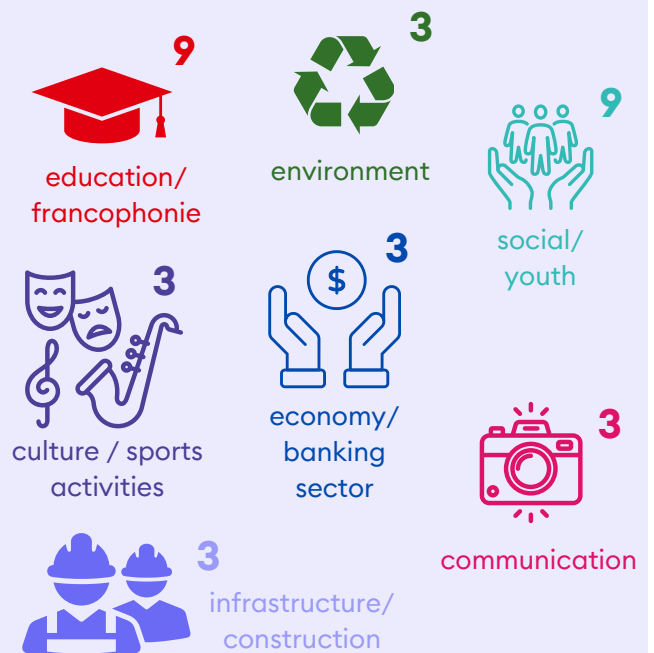 9
education/
francophonie
3
environment
9
social/
youth
3
culture / sports
activities
3
$
economy/
banking
sector
3
communication
3
infrastructure/
construction